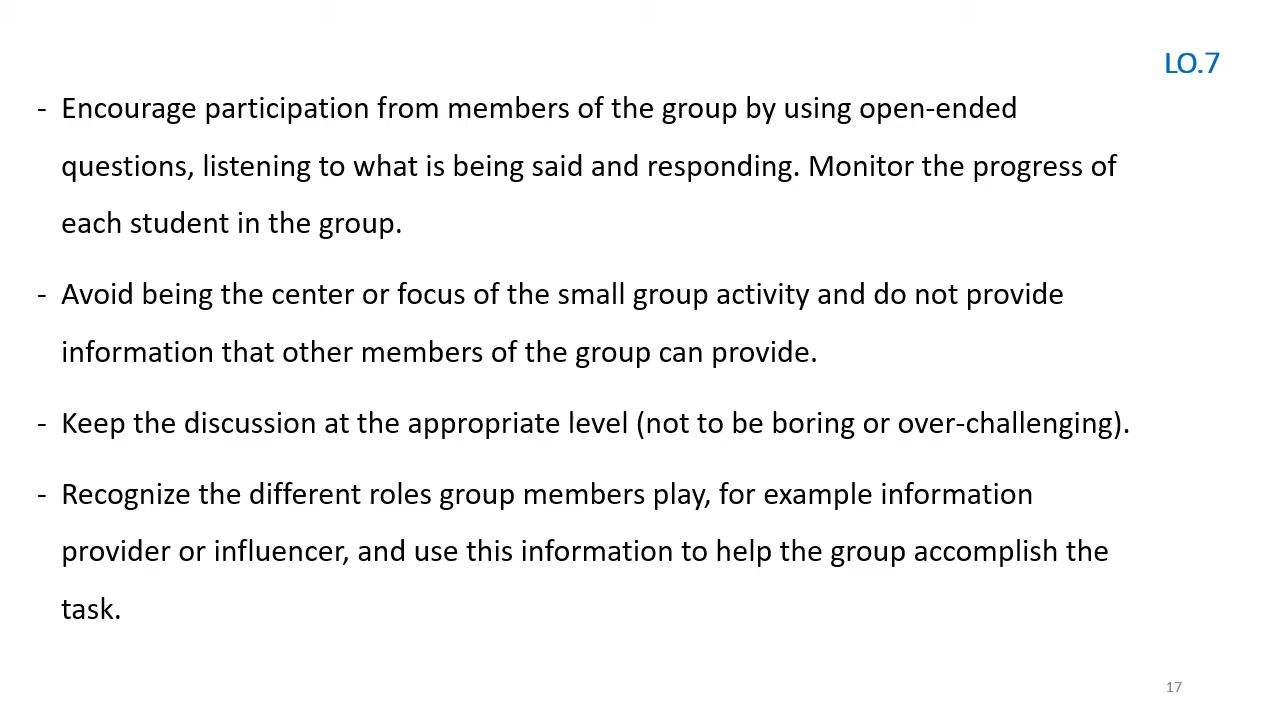 LO.7
- Encourage participation from members of the group by using open-ended
questions, listening to what is being said and responding. Monitor the progress of
each student in the group.
- Avoid being the center or focus of the small group activity and do not provide
information that other members of the group can provide.
- Keep the discussion at the appropriate level (not to be boring or over-challenging).
- Recognize the different roles group members play, for example information
provider or influencer, and use this information to help the group accomplish the
task.
17